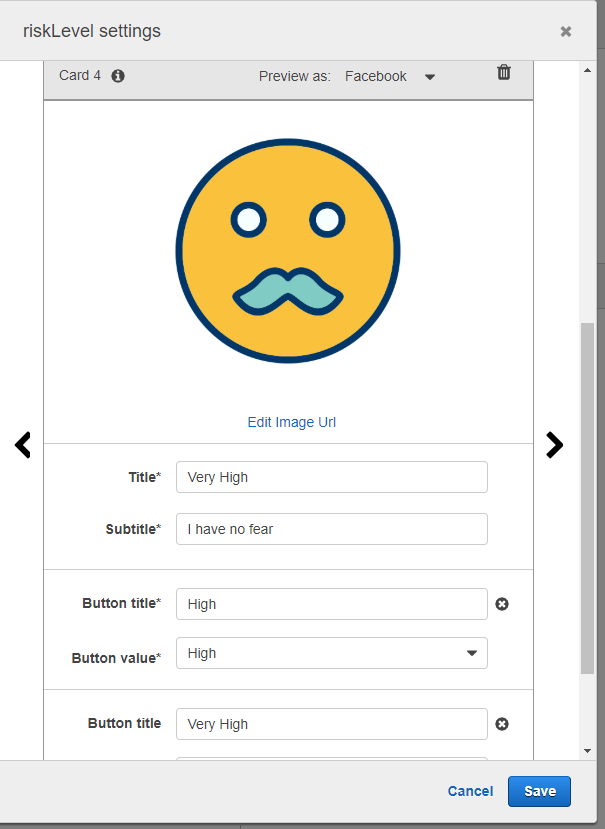 riskLevel settings
Card 4 Preview as: Facebook
Edit Image Url
Title* Very High
Subtitle* I have no fear
Button title* High
Button value* High
Button title Very High
Cancel Save